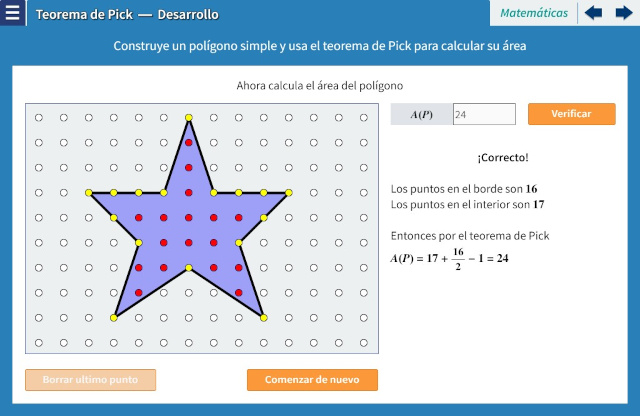 Teorema de Pick — Desarrollo
Matemáticas
Construye un polígono simple y usa el teorema de Pick para calcular su área
Ahora calcula el área del polígono
A(P)
24
Verificar
¡Correcto!
Los puntos en el borde son 16
Los puntos en el interior son 17
Entonces por el teorema de Pick
A(P) = 17 + 16/2 − 1 = 24
Borrar ultimo punto
Comenzar de nuevo